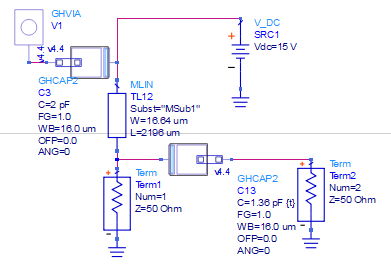 GHVIA
V1
v4.4
GHCAP2
C3
C=2 pF
FG=1.0
WB=16.0 um
OFP=0.0
ANG=0
V_DC
SRC1
Vdc=15 V
+
−
MLIN
TL12
Subst="MSub1"
W=16.64 um
L=2196 um
+
Term
Term1
Num=1
Z=50 Ohm
-
v4.4
GHCAP2
C13
C=1.36 pF {t}
FG=1.0
WB=16.0 um
OFP=0.0
ANG=0
+
Term
Term2
Num=2
Z=50 Ohm
-